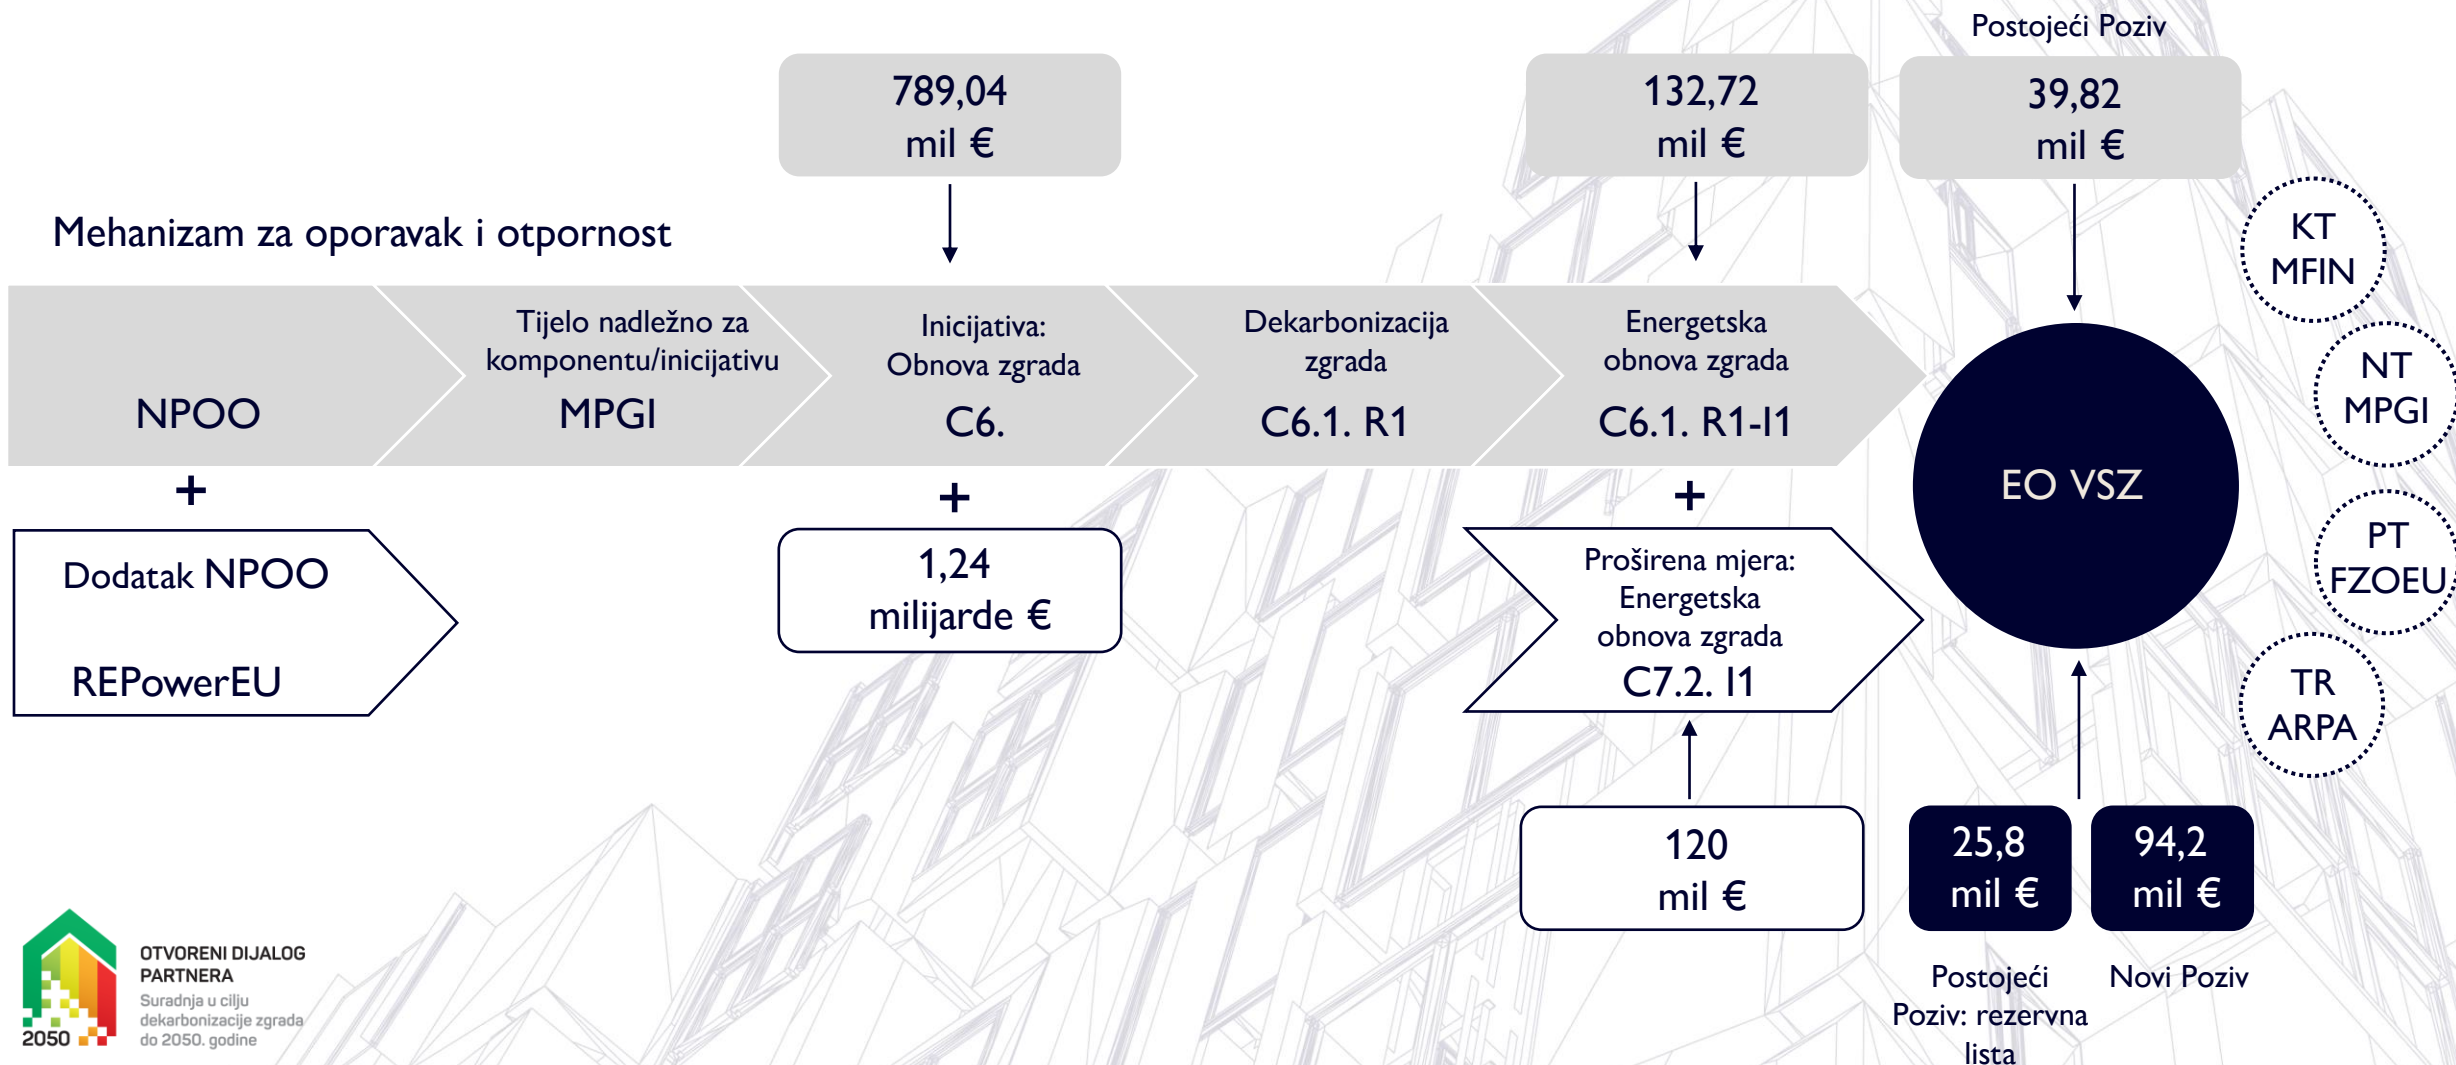 Postojeći Poziv
789,04
mil €
132,72
mil €
39,82
mil €
Mehanizam za oporavak i otpornost
NPOO
Tijelo nadležno za
komponentu/inicijativu
MPGI
Inicijativa:
Obnova zgrada
C6.
Dekarbonizacija
zgrada
C6.1. R1
Energetska
obnova zgrada
C6.1. R1-I1
EO VSZ
KT
MFIN
NT
MPGI
PT
FZOEU
TR
ARPA
+
+
+
Dodatak NPOO
REPowerEU
1,24
milijarde €
Proširena mjera:
Energetska
obnova zgrada
C7.2. I1
120
mil €
25,8
mil €
94,2
mil €
Postojeći
Poziv: rezervna
lista
Novi Poziv
2050
OTVORENI DIJALOG
PARTNERA
Suradnja u cilju
dekarbonizacije zgrada
do 2050. godine